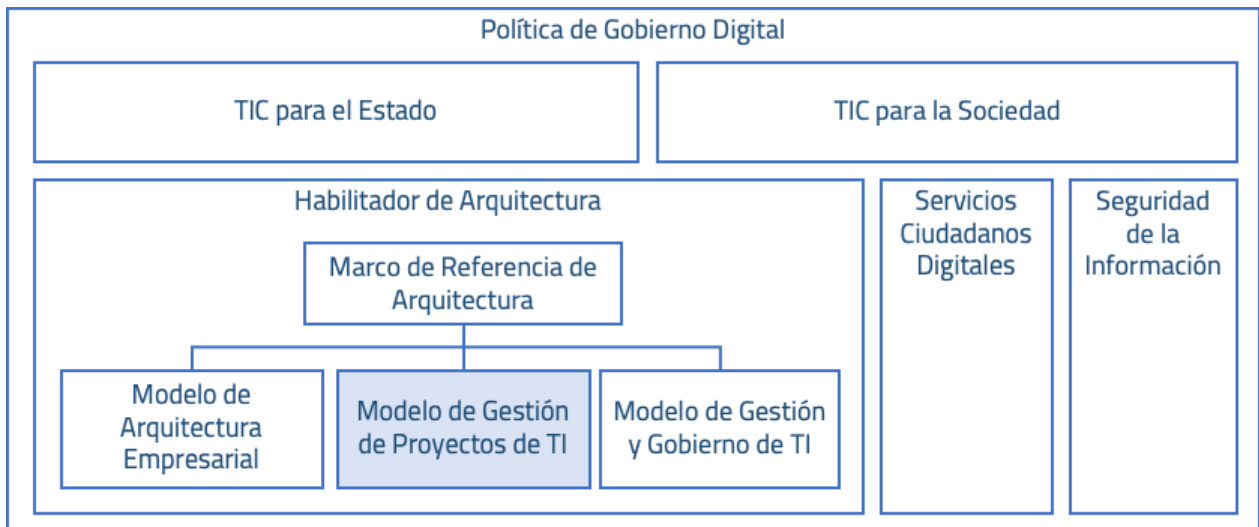 Política de Gobierno Digital
TIC para el Estado
TIC para la Sociedad
Habilitador de Arquitectura
Marco de Referencia de
Arquitectura
Modelo de
Arquitectura
Empresarial
Modelo de Gestión
de Proyectos de TI
Modelo de Gestión
y Gobierno de TI
Servicios
Ciudadanos
Digitales
Seguridad
de la
Información